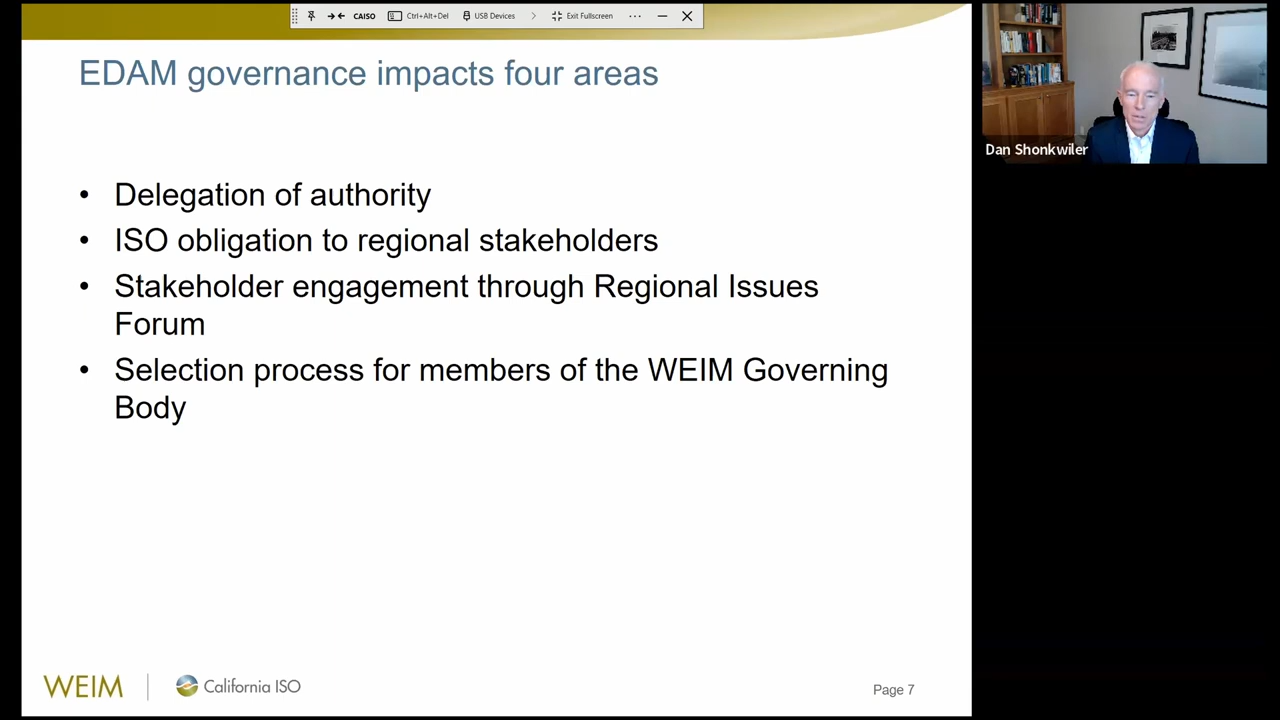 CAISO Ctrl+Alt+Del USB Devices Exit Fullscreen
EDAM governance impacts four areas
Dan Shonkwiler
• Delegation of authority
• ISO obligation to regional stakeholders
• Stakeholder engagement through Regional Issues
Forum
• Selection process for members of the WEIM Governing
Body
WEIM California ISO
Page 7